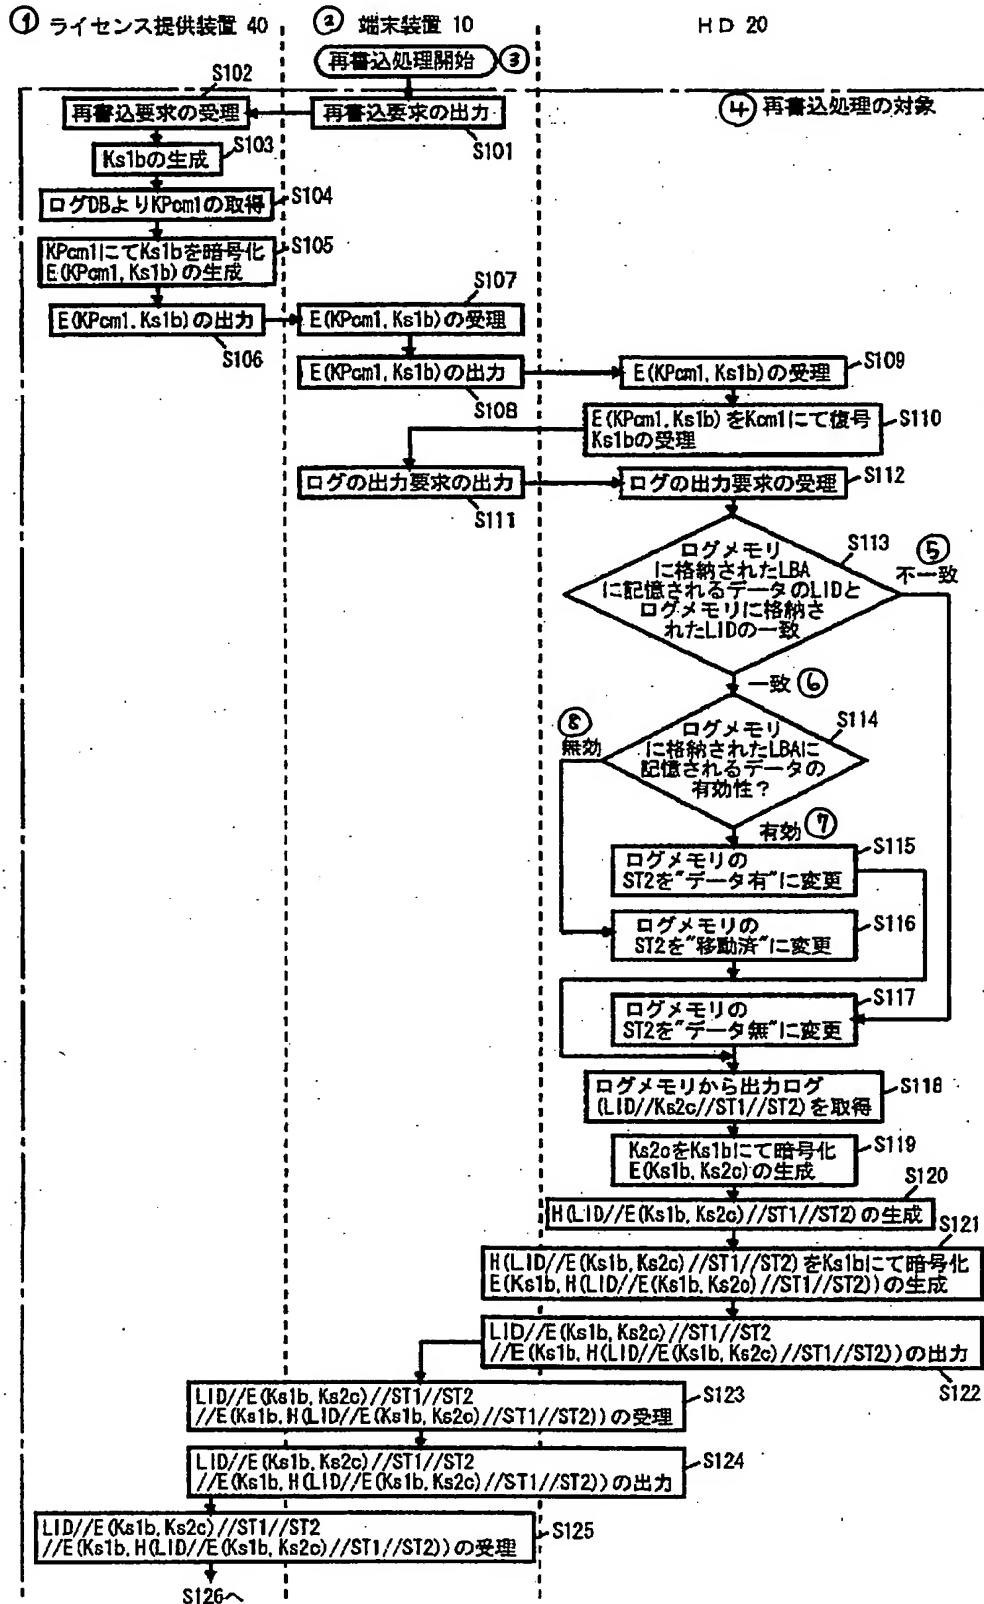 ① ライセンス提供装置 40
② 端末装置 10
HD 20
再書込処理開始 ③
④ 再書込処理の対象
再書込要求の出力
S101
S102
再書込要求の受理
S103
Ks1bの生成
S104
ログDBよりKPcm1の取得
S105
KPcm1にてKs1bを暗号化
E(KPcm1, Ks1b)の生成
E(KPcm1, Ks1b)の出力
S106
S107
E(KPcm1, Ks1b)の受理
E(KPcm1, Ks1b)の出力
S108
S109
E(KPcm1, Ks1b)の受理
S110
E(KPcm1, Ks1b)をKcm1にて復号
Ks1bの受理
ログの出力要求の出力
S111
S112
ログの出力要求の受理
S113
ログメモリ
に格納されたLBA
に記憶されるデータのLIDと
ログメモリに格納さ
れたLIDの一致
⑤
不一致
一致 ⑥
S114
ログメモリ
に格納されたLBAに
記憶されるデータの
有効性?
⑧
無効
有効 ⑦
S115
ログメモリの
ST2を"データ有"に変更
S116
ログメモリの
ST2を"移動済"に変更
S117
ログメモリの
ST2を"データ無"に変更
S118
ログメモリから出力ログ
(LID//Ks2c//ST1//ST2)を取得
S119
Ks2cをKs1bにて暗号化
E(Ks1b, Ks2c)の生成
S120
H(LID//E(Ks1b, Ks2c)//ST1//ST2)の生成
S121
H(LID//E(Ks1b, Ks2c)//ST1//ST2)をKs1bにて暗号化
E(Ks1b, H(LID//E(Ks1b, Ks2c)//ST1//ST2))の生成
LID//E(Ks1b, Ks2c)//ST1//ST2
//E(Ks1b, H(LID//E(Ks1b, Ks2c)//ST1//ST2))の出力
S122
S123
LID//E(Ks1b, Ks2c)//ST1//ST2
//E(Ks1b, H(LID//E(Ks1b, Ks2c)//ST1//ST2))の受理
S124
LID//E(Ks1b, Ks2c)//ST1//ST2
//E(Ks1b, H(LID//E(Ks1b, Ks2c)//ST1//ST2))の出力
S125
LID//E(Ks1b, Ks2c)//ST1//ST2
//E(Ks1b, H(LID//E(Ks1b, Ks2c)//ST1//ST2))の受理
S126へ